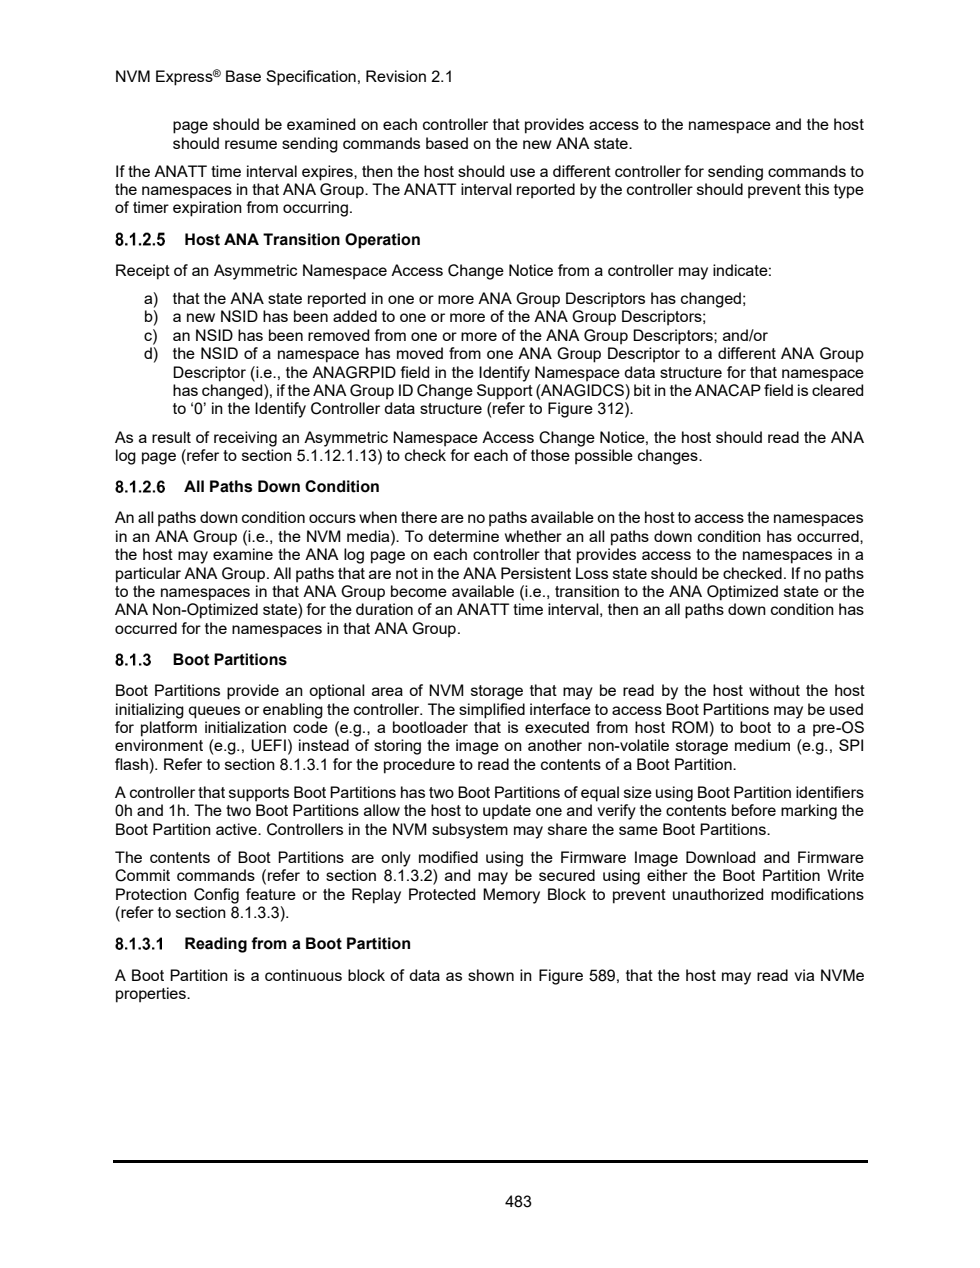 NVM Express® Base Specification, Revision 2.1
page should be examined on each controller that provides access to the namespace and the host
should resume sending commands based on the new ANA state.
If the ANATT time interval expires, then the host should use a different controller for sending commands to
the namespaces in that ANA Group. The ANATT interval reported by the controller should prevent this type
of timer expiration from occurring.
8.1.2.5 Host ANA Transition Operation
Receipt of an Asymmetric Namespace Access Change Notice from a controller may indicate:
a) that the ANA state reported in one or more ANA Group Descriptors has changed;
b) a new NSID has been added to one or more of the ANA Group Descriptors;
c) an NSID has been removed from one or more of the ANA Group Descriptors; and/or
d) the NSID of a namespace has moved from one ANA Group Descriptor to a different ANA Group
Descriptor (i.e., the ANAGRPID field in the Identify Namespace data structure for that namespace
has changed), if the ANA Group ID Change Support (ANAGIDCS) bit in the ANACAP field is cleared
to ‘0’ in the Identify Controller data structure (refer to Figure 312).
As a result of receiving an Asymmetric Namespace Access Change Notice, the host should read the ANA
log page (refer to section 5.1.12.1.13) to check for each of those possible changes.
8.1.2.6 All Paths Down Condition
An all paths down condition occurs when there are no paths available on the host to access the namespaces
in an ANA Group (i.e., the NVM media). To determine whether an all paths down condition has occurred,
the host may examine the ANA log page on each controller that provides access to the namespaces in a
particular ANA Group. All paths that are not in the ANA Persistent Loss state should be checked. If no paths
to the namespaces in that ANA Group become available (i.e., transition to the ANA Optimized state or the
ANA Non-Optimized state) for the duration of an ANATT time interval, then an all paths down condition has
occurred for the namespaces in that ANA Group.
8.1.3 Boot Partitions
Boot Partitions provide an optional area of NVM storage that may be read by the host without the host
initializing queues or enabling the controller. The simplified interface to access Boot Partitions may be used
for platform initialization code (e.g., a bootloader that is executed from host ROM) to boot to a pre-OS
environment (e.g., UEFI) instead of storing the image on another non-volatile storage medium (e.g., SPI
flash). Refer to section 8.1.3.1 for the procedure to read the contents of a Boot Partition.
A controller that supports Boot Partitions has two Boot Partitions of equal size using Boot Partition identifiers
0h and 1h. The two Boot Partitions allow the host to update one and verify the contents before marking the
Boot Partition active. Controllers in the NVM subsystem may share the same Boot Partitions.
The contents of Boot Partitions are only modified using the Firmware Image Download and Firmware
Commit commands (refer to section 8.1.3.2) and may be secured using either the Boot Partition Write
Protection Config feature or the Replay Protected Memory Block to prevent unauthorized modifications
(refer to section 8.1.3.3).
8.1.3.1 Reading from a Boot Partition
A Boot Partition is a continuous block of data as shown in Figure 589, that the host may read via NVMe
properties.
483